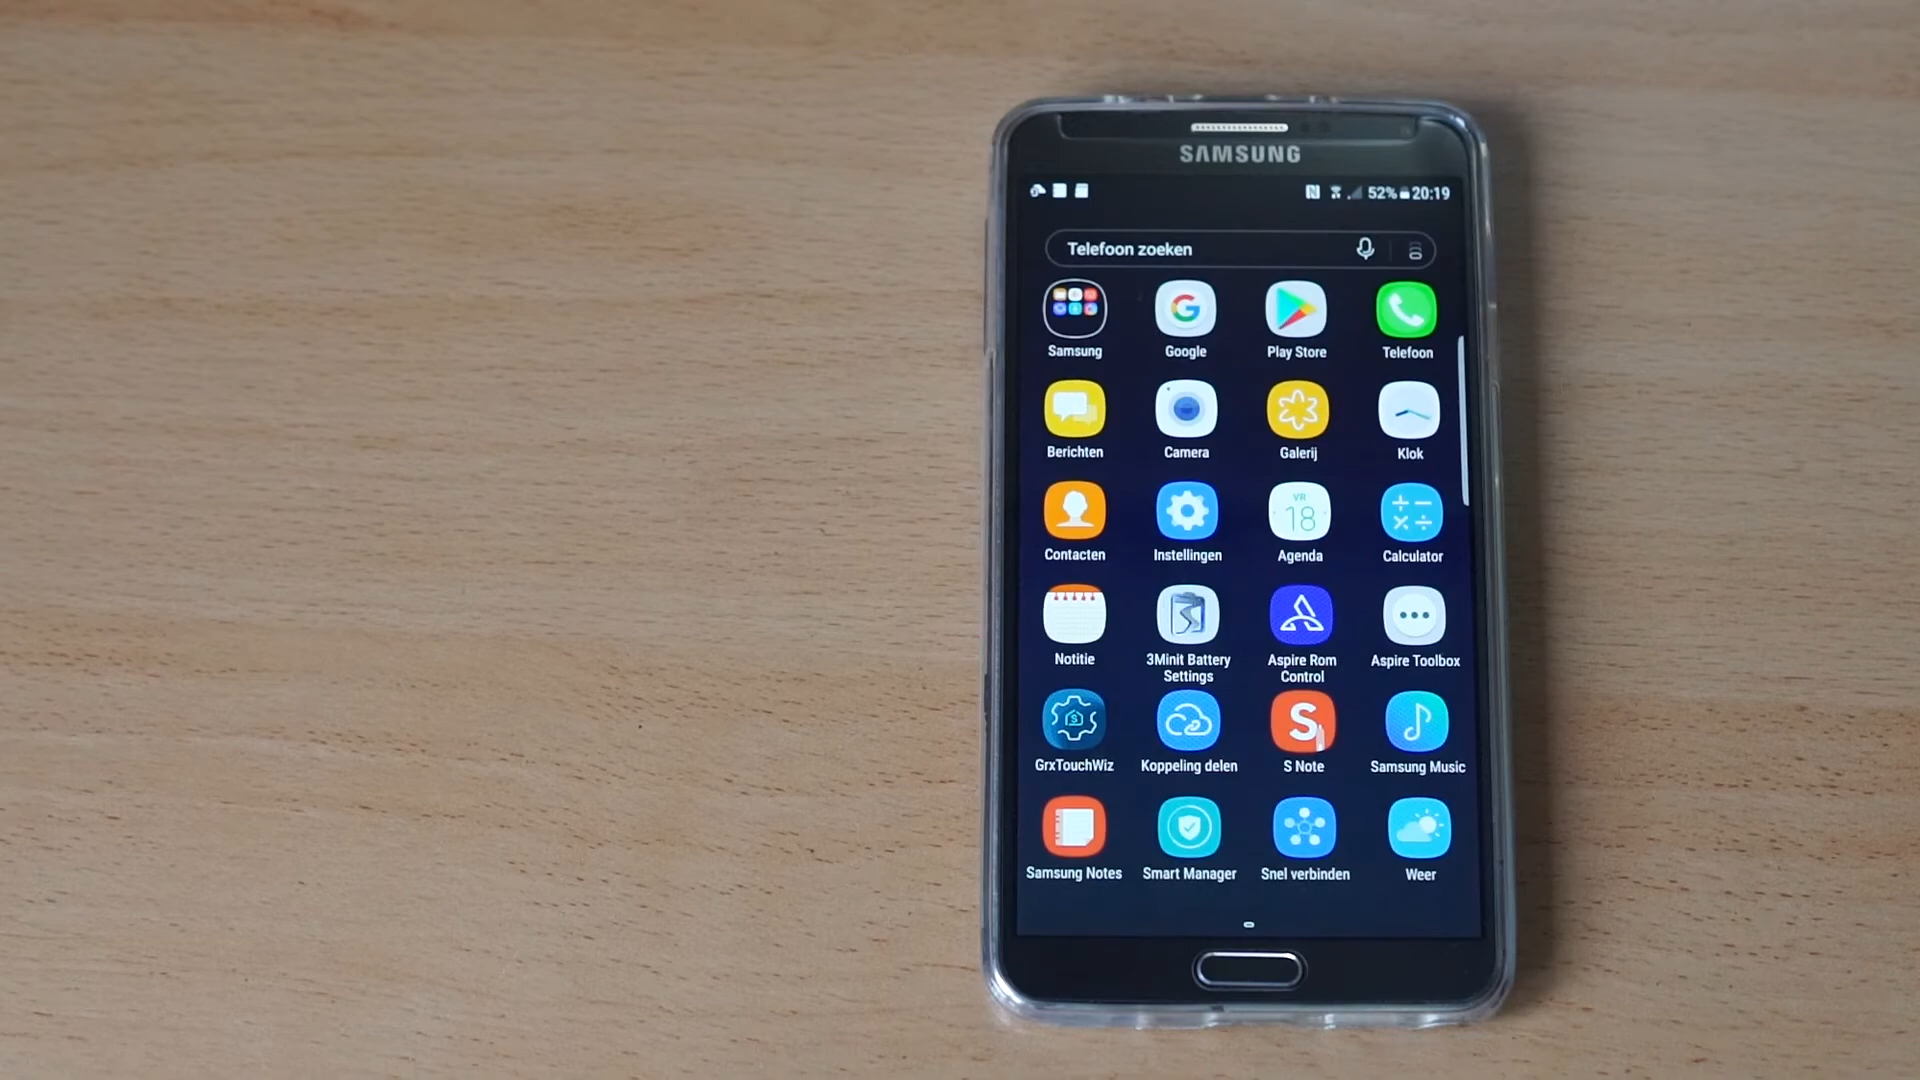 SAMSUNG
52% 20:19
Telefoon zoeken
Samsung Google Play Store Telefoon
Berichten Camera Galerij Klok
VR
18
Contacten Instellingen Agenda Calculator
Notitie 3Minit Battery Settings Aspire Rom Control Aspire Toolbox
S
GrxTouchWiz Koppeling delen S Note Samsung Music
Samsung Notes Smart Manager Snel verbinden Weer